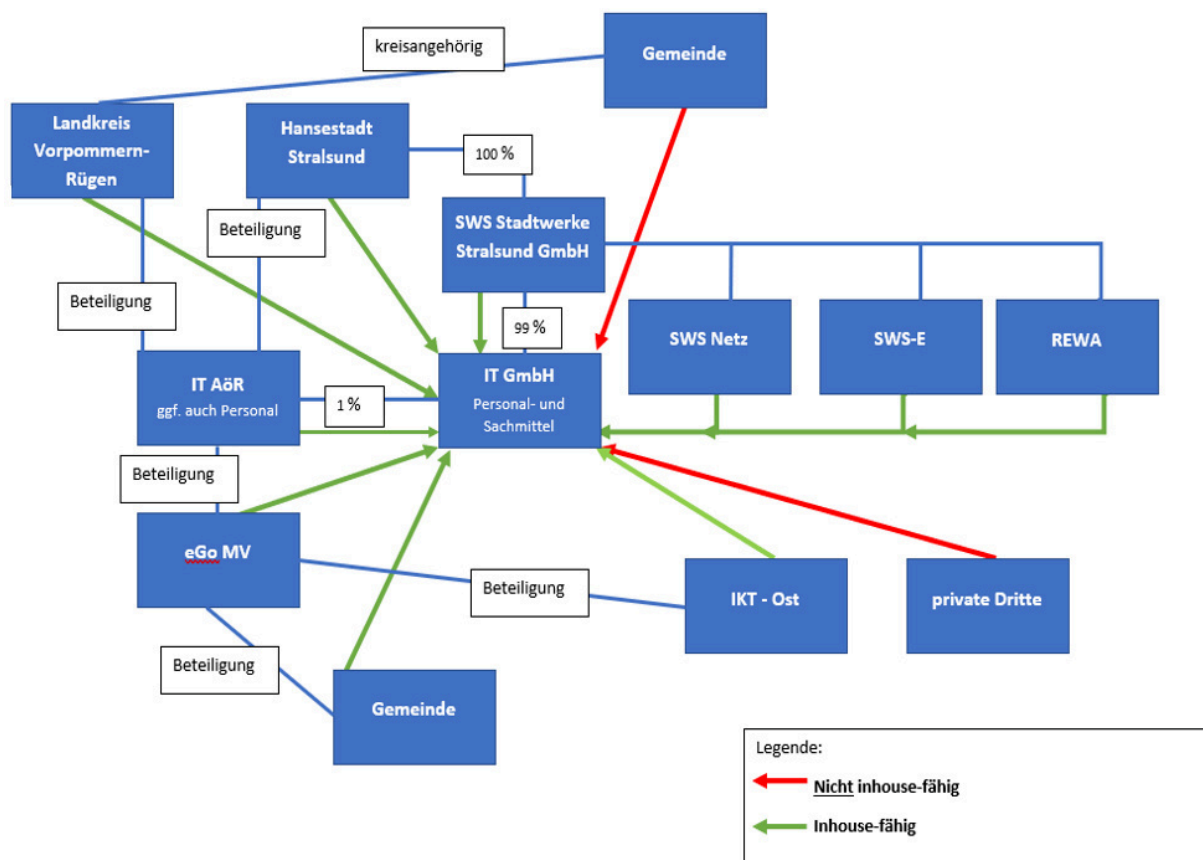 kreisangehörig
Gemeinde
Landkreis
Vorpommern-
Rügen
Hansestadt
Stralsund
100 %
SWS Stadtwerke
Stralsund GmbH
Beteiligung
Beteiligung
99 %
SWS Netz
SWS-E
REWA
IT AöR
ggf. auch Personal
1 %
IT GmbH
Personal- und
Sachmittel
Beteiligung
eGo MV
Beteiligung
IKT - Ost
private Dritte
Beteiligung
Gemeinde
Legende:
Nicht inhouse-fähig
Inhouse-fähig